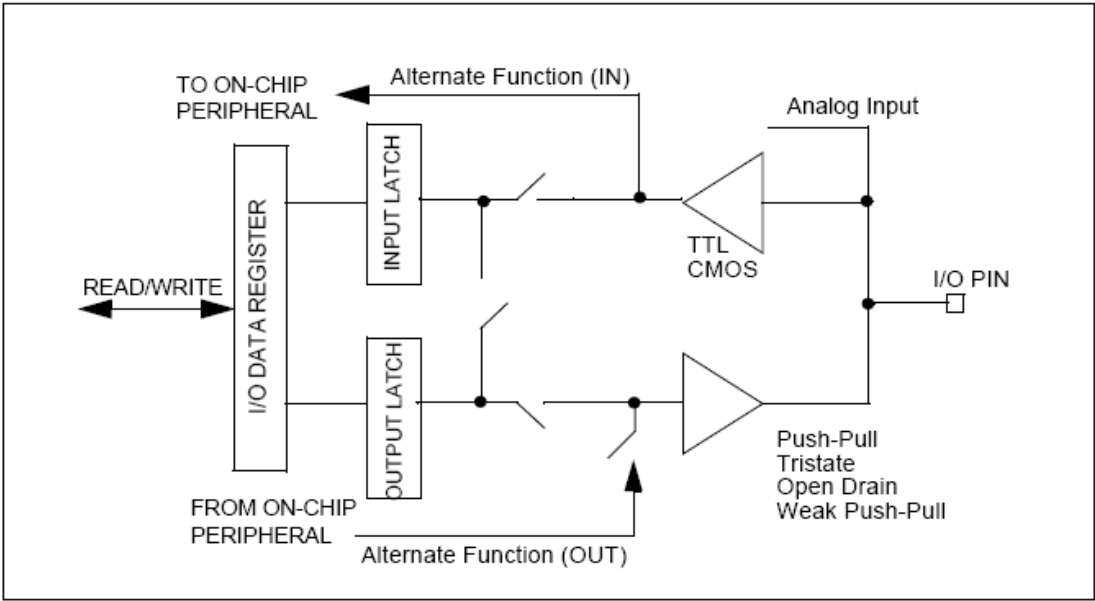 TO ON-CHIP
PERIPHERAL
Alternate Function (IN)
Analog Input
INPUT LATCH
TTL
CMOS
I/O DATA REGISTER
READ/WRITE
I/O PIN
OUTPUT LATCH
Push-Pull
Tristate
Open Drain
Weak Push-Pull
FROM ON-CHIP
PERIPHERAL
Alternate Function (OUT)